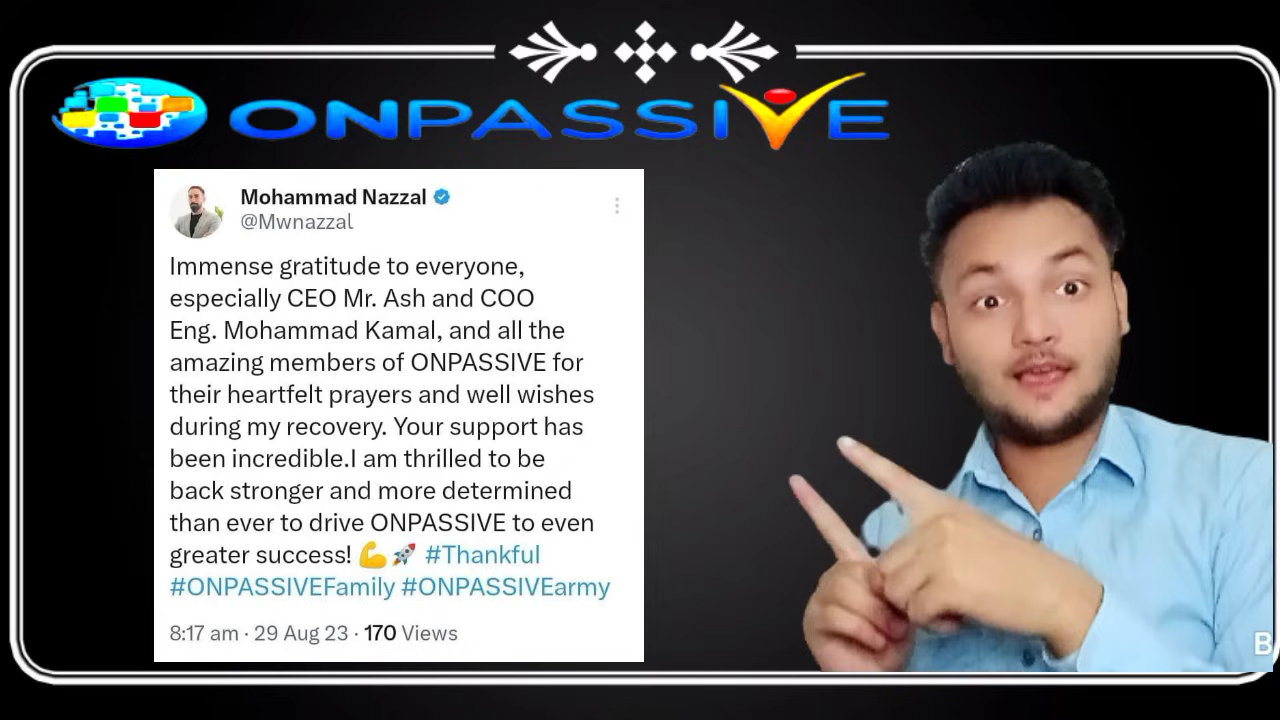 ONPASSIVE
Mohammad Nazzal
@Mwnazzal
Immense gratitude to everyone,
especially CEO Mr. Ash and COO
Eng. Mohammad Kamal, and all the
amazing members of ONPASSIVE for
their heartfelt prayers and well wishes
during my recovery. Your support has
been incredible.I am thrilled to be
back stronger and more determined
than ever to drive ONPASSIVE to even
greater success! 💪🚀 #Thankful
#ONPASSIVEFamily #ONPASSIVEarmy
8:17 am · 29 Aug 23 · 170 Views
B